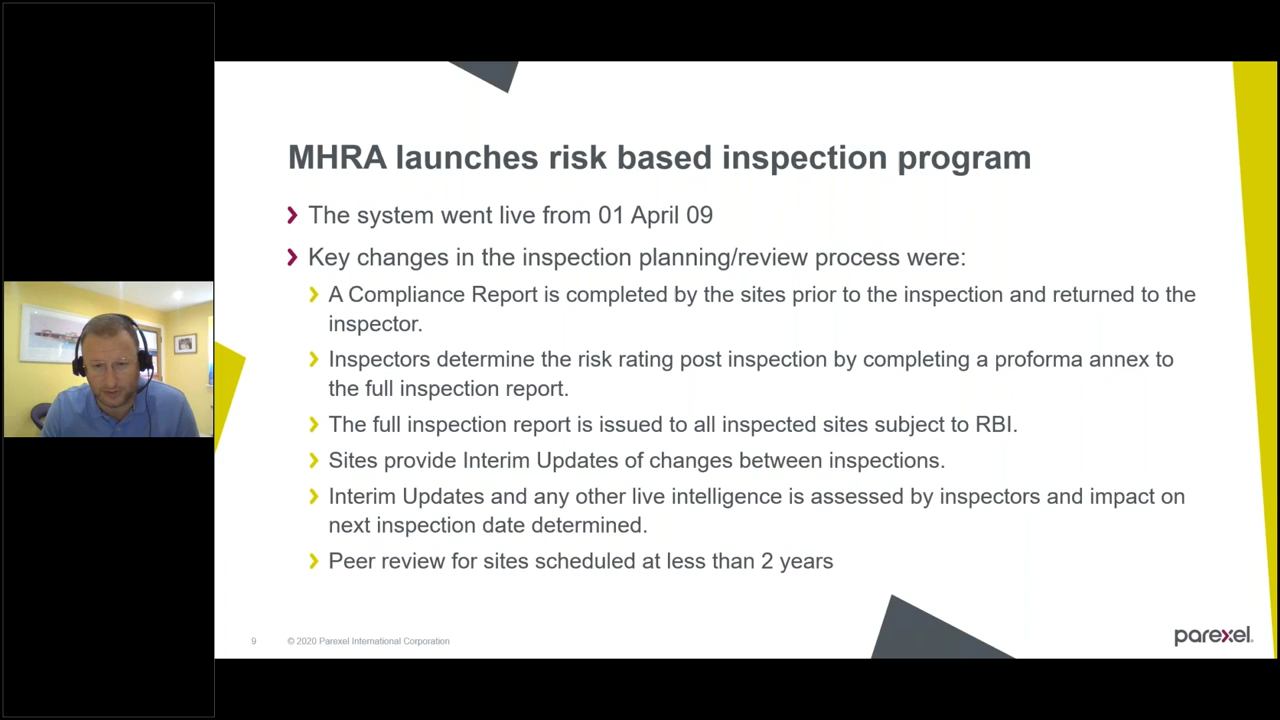 MHRA launches risk based inspection program
The system went live from 01 April 09
Key changes in the inspection planning/review process were:
A Compliance Report is completed by the sites prior to the inspection and returned to the
inspector.
Inspectors determine the risk rating post inspection by completing a proforma annex to
the full inspection report.
The full inspection report is issued to all inspected sites subject to RBI.
Sites provide Interim Updates of changes between inspections.
Interim Updates and any other live intelligence is assessed by inspectors and impact on
next inspection date determined.
Peer review for sites scheduled at less than 2 years
9
© 2020 Parexel International Corporation
parexel.